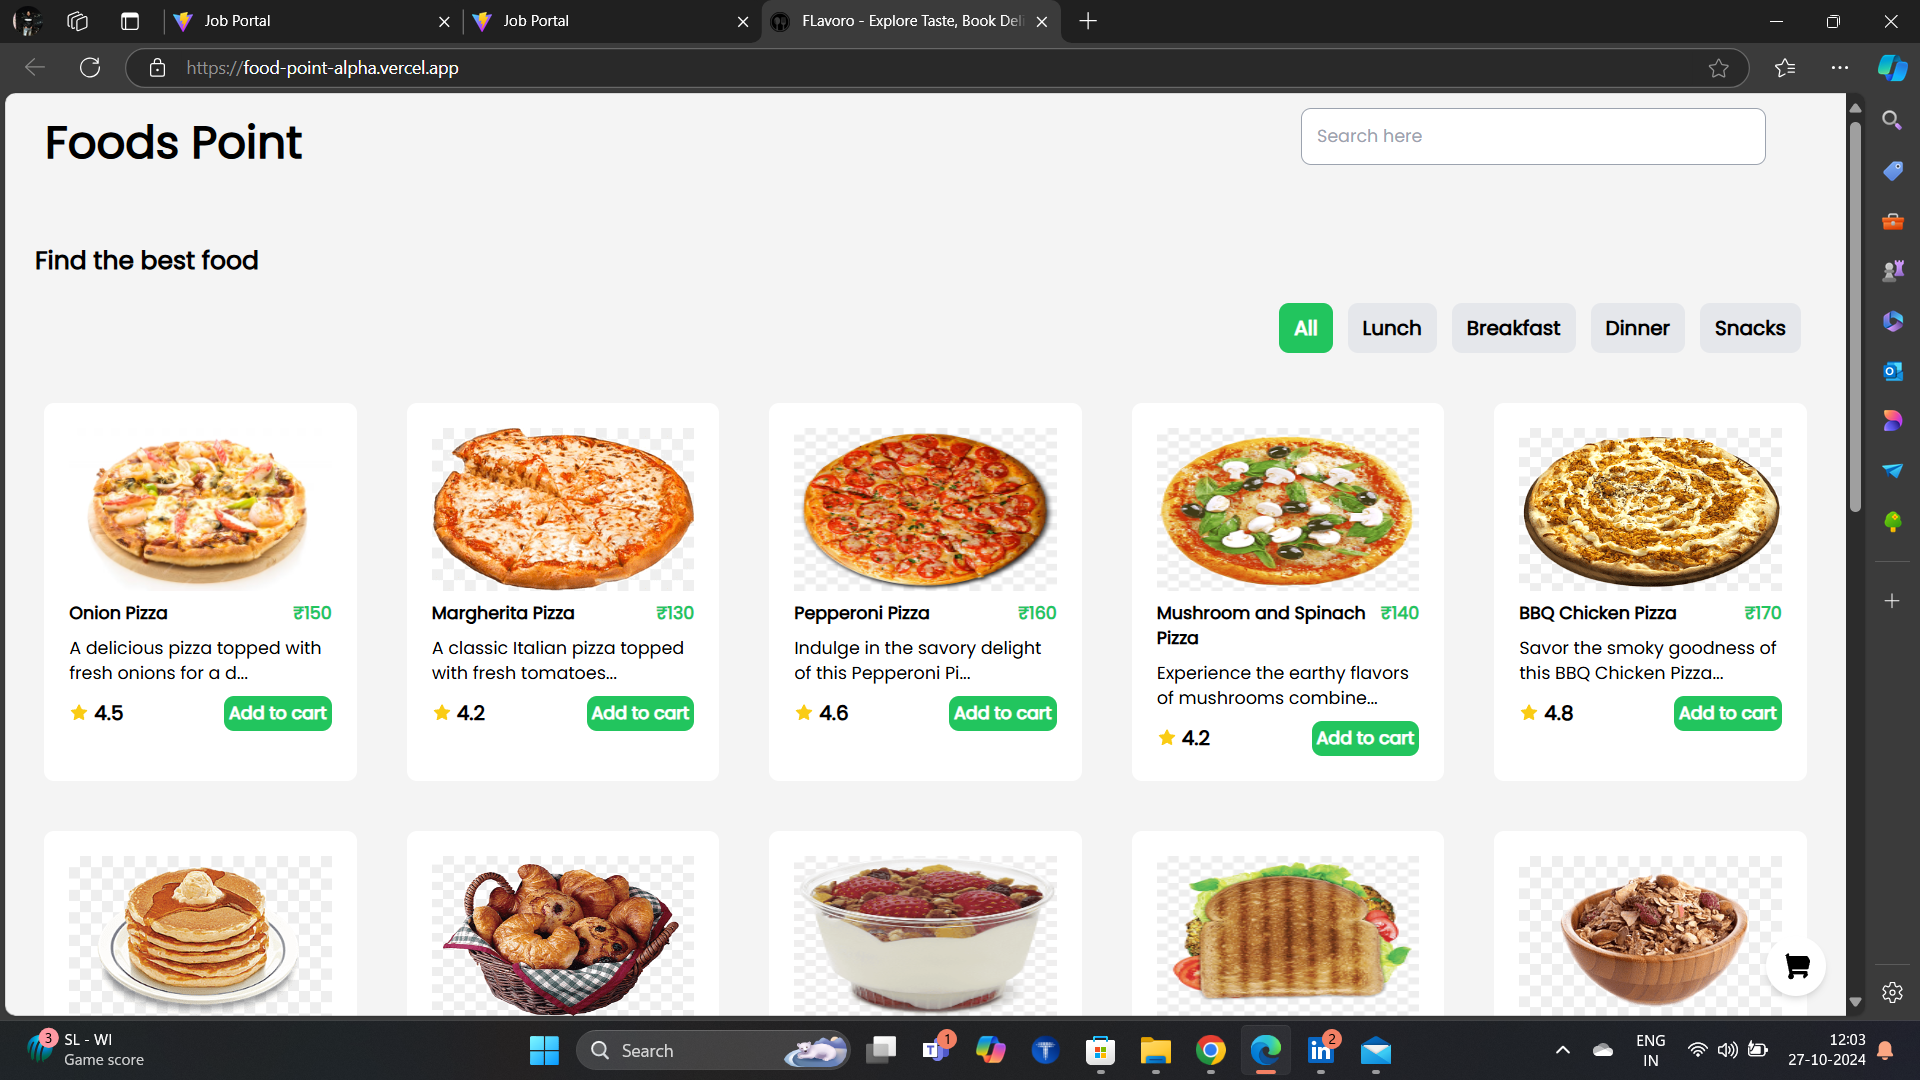 Job Portal
Job Portal
FLavoro - Explore Taste, Book Deli
https://food-point-alpha.vercel.app
Foods Point
Search here
Find the best food
All
Lunch
Breakfast
Dinner
Snacks
Onion Pizza ₹150
A delicious pizza topped with
fresh onions for a d...
4.5 Add to cart
Margherita Pizza ₹130
A classic Italian pizza topped
with fresh tomatoes...
4.2 Add to cart
Pepperoni Pizza ₹160
Indulge in the savory delight
of this Pepperoni Pi...
4.6 Add to cart
Mushroom and Spinach ₹140
Pizza
Experience the earthy flavors
of mushrooms combine...
4.2 Add to cart
BBQ Chicken Pizza ₹170
Savor the smoky goodness of
this BBQ Chicken Pizza...
4.8 Add to cart
3
SL - WI
Game score
Search
1
2
ENG
IN
12:03
27-10-2024